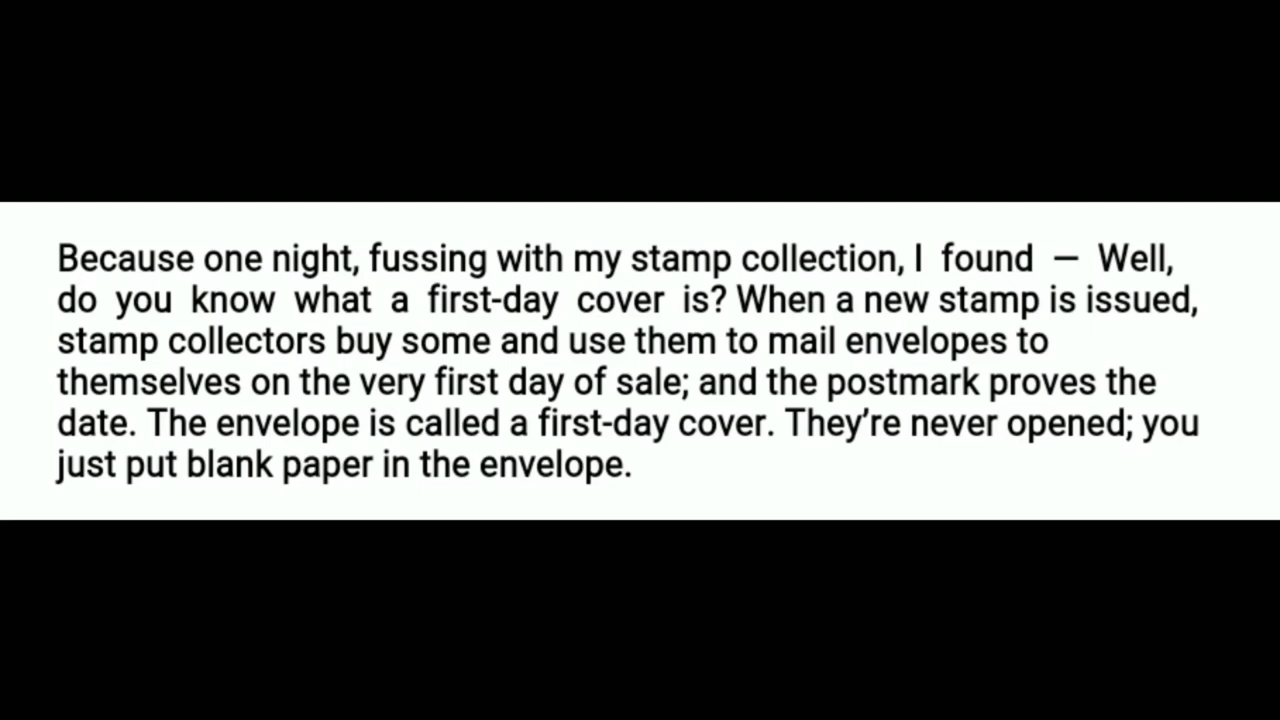 Because one night, fussing with my stamp collection, I found — Well,
do you know what a first-day cover is? When a new stamp is issued,
stamp collectors buy some and use them to mail envelopes to
themselves on the very first day of sale; and the postmark proves the
date. The envelope is called a first-day cover. They’re never opened; you
just put blank paper in the envelope.